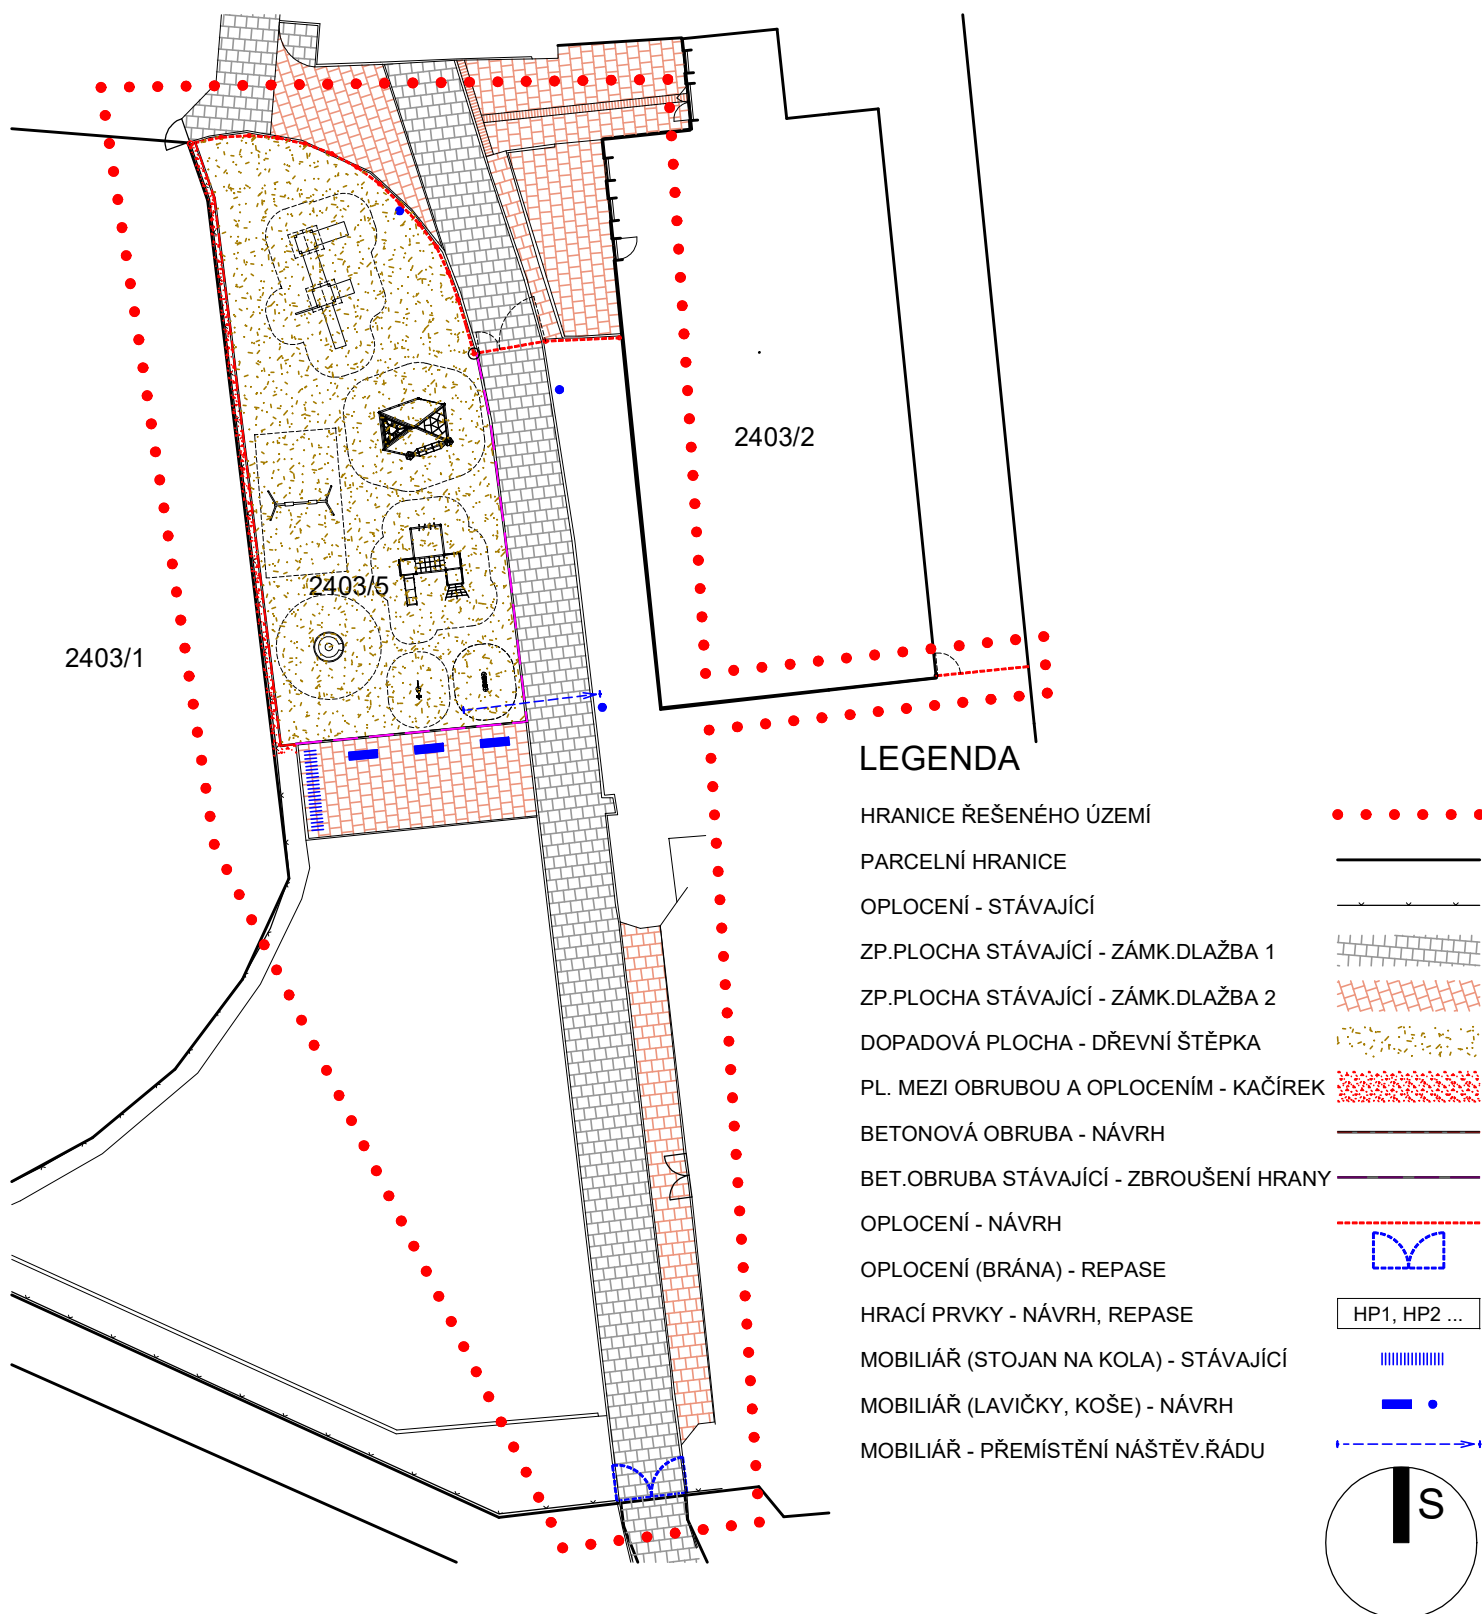 2403/2
2403/5
2403/1
LEGENDA
HRANICE ŘEŠENÉHO ÚZEMÍ
PARCELNÍ HRANICE
OPLOCENÍ - STÁVAJÍCÍ
ZP.PLOCHA STÁVAJÍCÍ - ZÁMK.DLAŽBA 1
ZP.PLOCHA STÁVAJÍCÍ - ZÁMK.DLAŽBA 2
DOPADOVÁ PLOCHA - DŘEVNÍ ŠTĚPKA
PL. MEZI OBRUBOU A OPLOCENÍM - KAČÍREK
BETONOVÁ OBRUBA - NÁVRH
BET.OBRUBA STÁVAJÍCÍ - ZBROUŠENÍ HRANY
OPLOCENÍ - NÁVRH
OPLOCENÍ (BRÁNA) - REPASE
HRACÍ PRVKY - NÁVRH, REPASE HP1, HP2 ...
MOBILIÁŘ (STOJAN NA KOLA) - STÁVAJÍCÍ
MOBILIÁŘ (LAVIČKY, KOŠE) - NÁVRH
MOBILIÁŘ - PŘEMÍSTĚNÍ NÁŠTĚV.ŘÁDU
S